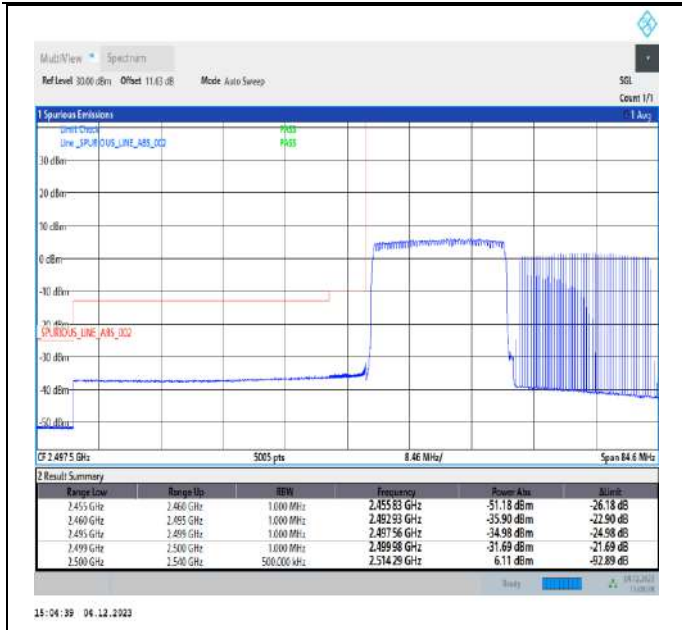 MultiView Spectrum
Ref Level 30.00 dBm Offset 11.63 dB Mode Auto Sweep SGL
Count 1/1
1 Spurious Emissions 1 Avg
Limit Check PASS
Line _SPURIOUS_LINE_ABS_002 PASS
30 dBm
20 dBm
10 dBm
0 dBm
-10 dBm
-20 dBm
_SPURIOUS_LINE_ABS_002
-30 dBm
-40 dBm
-50 dBm
CF 2.4975 GHz 5005 pts 8.46 MHz/ Span 84.6 MHz
2 Result Summary
Range Low Range Up RBW Frequency Power Abs ΔLimit
2.455 GHz 2.460 GHz 1.000 MHz 2.45583 GHz -51.18 dBm -26.18 dB
2.460 GHz 2.495 GHz 1.000 MHz 2.49293 GHz -35.90 dBm -22.90 dB
2.495 GHz 2.499 GHz 1.000 MHz 2.49756 GHz -34.98 dBm -24.98 dB
2.499 GHz 2.500 GHz 1.000 MHz 2.49998 GHz -31.69 dBm -21.69 dB
2.500 GHz 2.540 GHz 500.000 kHz 2.51429 GHz 6.11 dBm -92.89 dB
Ready
15:04:39 04.12.2023